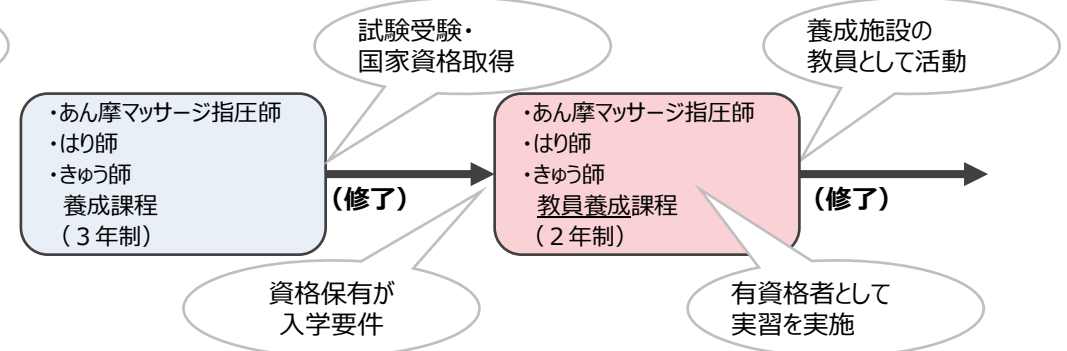 試験受験・
国家資格取得
養成施設の
教員として活動
・あん摩マッサージ指圧師
・はり師
・きゅう師
養成課程
（３年制）
（修了）
・あん摩マッサージ指圧師
・はり師
・きゅう師
教員養成課程
（２年制）
（修了）
資格保有が
入学要件
有資格者として
実習を実施